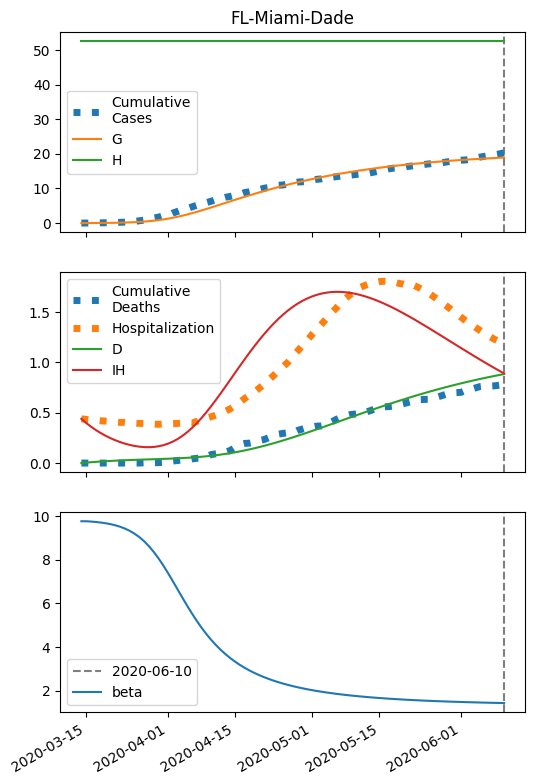 FL-Miami-Dade
50
40
30
20
10
0
Cumulative
Cases
G
H
1.5
1.0
0.5
0.0
Cumulative
Deaths
Hospitalization
D
IH
10
8
6
4
2
2020-06-10
beta
2020-03-15
2020-04-01
2020-04-15
2020-05-01
2020-05-15
2020-06-01